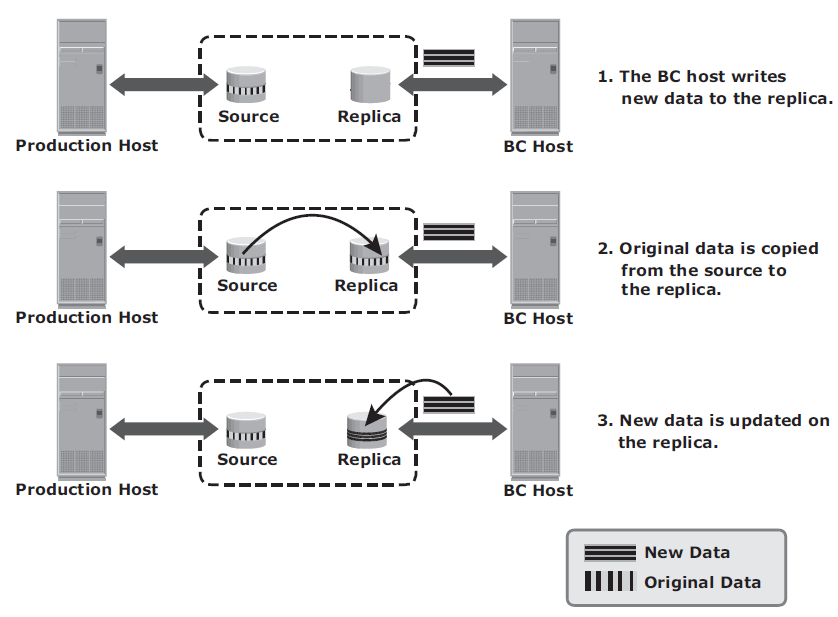 Source
Replica
Production Host
BC Host
1. The BC host writes
new data to the replica.
Source
Replica
Production Host
BC Host
2. Original data is copied
from the source to
the replica.
Source
Replica
Production Host
BC Host
3. New data is updated on
the replica.
New Data
Original Data